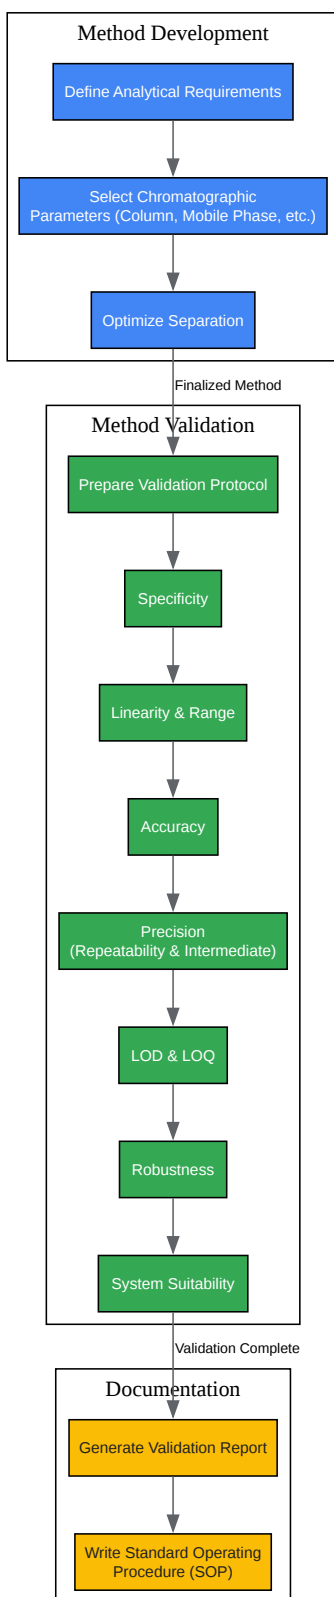 Method Development
Define Analytical Requirements
Select Chromatographic
Parameters (Column, Mobile Phase, etc.)
Optimize Separation
Finalized Method
Method Validation
Prepare Validation Protocol
Specificity
Linearity & Range
Accuracy
Precision
(Repeatability & Intermediate)
LOD & LOQ
Robustness
System Suitability
Validation Complete
Documentation
Generate Validation Report
Write Standard Operating
Procedure (SOP)